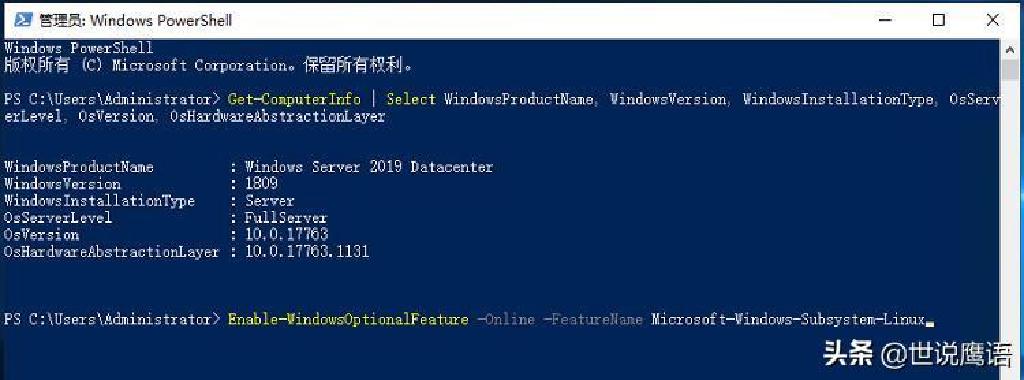 管理员: Windows PowerShell
Windows PowerShell
版权所有 (C) Microsoft Corporation。保留所有权利。
PS C:\Users\Administrator> Get-ComputerInfo | Select WindowsProductName, WindowsVersion, WindowsInstallationType, OsServ
erLevel, OsVersion, OsHardwareAbstractionLayer
WindowsProductName : Windows Server 2019 Datacenter
WindowsVersion : 1809
WindowsInstallationType : Server
OsServerLevel : FullServer
OsVersion : 10.0.17763
OsHardwareAbstractionLayer : 10.0.17763.1131
PS C:\Users\Administrator> Enable-WindowsOptionalFeature -Online -FeatureName Microsoft-Windows-Subsystem-Linux_
头条 @世说鹰语